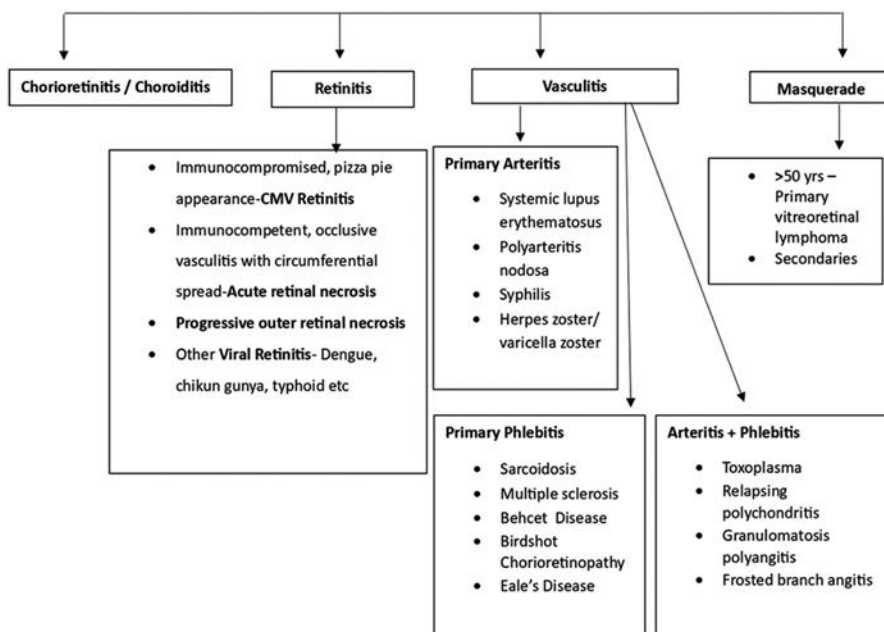 Chorioretinitis / Choroiditis
Retinitis
Vasculitis
Masquerade
Immunocompromised, pizza pie
appearance-CMV Retinitis
Immunocompetent, occlusive
vasculitis with circumferential
spread-Acute retinal necrosis
Progressive outer retinal necrosis
Other Viral Retinitis- Dengue,
chikun gunya, typhoid etc
Primary Arteritis
Systemic lupus
erythematosus
Polyarteritis
nodosa
Syphilis
Herpes zoster/
varicella zoster
>50 yrs –
Primary
vitreoretinal
lymphoma
Secondaries
Primary Phlebitis
Sarcoidosis
Multiple sclerosis
Behcet Disease
Birdshot
Chorioretinopathy
Eale's Disease
Arteritis + Phlebitis
Toxoplasma
Relapsing
polychondritis
Granulomatosis
polyangitis
Frosted branch angitis